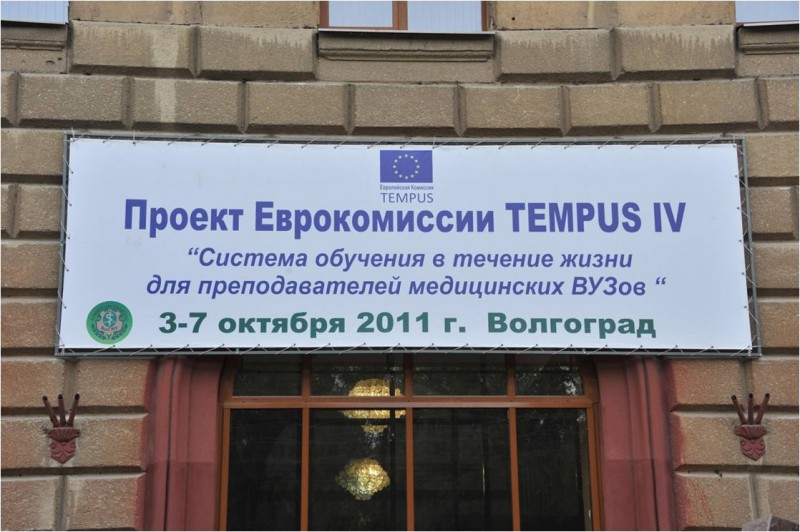 Европейская Комиссия
TEMPUS
Проект Еврокомиссии TEMPUS IV
“Система обучения в течение жизни
для преподавателей медицинских ВУЗов “
3-7 октября 2011 г. Волгоград